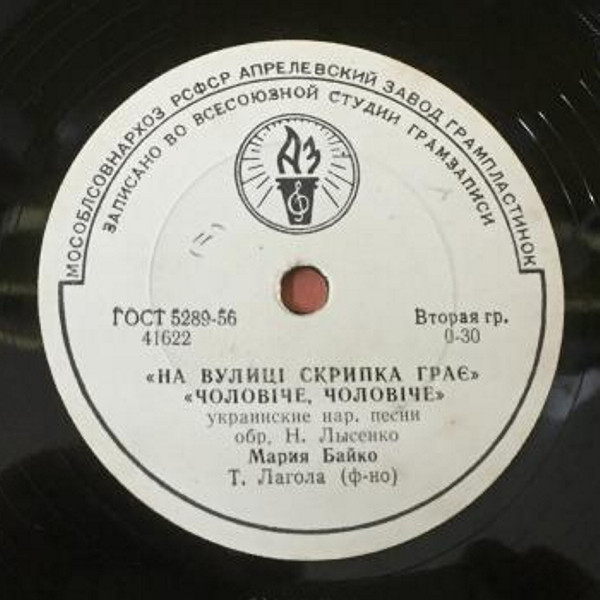 МОСОБЛСОВНАРХОЗ РСФСР АПРЕЛЕВСКИЙ ЗАВОД ГРАМПЛАСТИНОК
ЗАПИСАНО ВО ВСЕСОЮЗНОЙ СТУДИИ ГРАМЗАПИСИ
АЗ
ГОСТ 5289-56
41622
Вторая гр.
0-30
«НА ВУЛИЦІ СКРИПКА ГРАЄ»
«ЧОЛОВІЧЕ, ЧОЛОВІЧЕ»
украинские нар. песни
обр. Н. Лысенко
Мария Байко
Т. Лагола (ф-но)